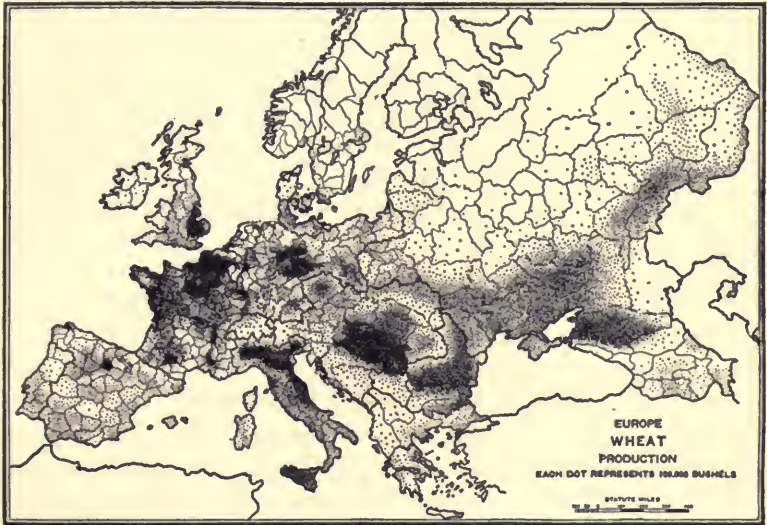 EUROPE
WHEAT
PRODUCTION
EACH DOT REPRESENTS 100,000 BUSHELS
STATUTE MILES